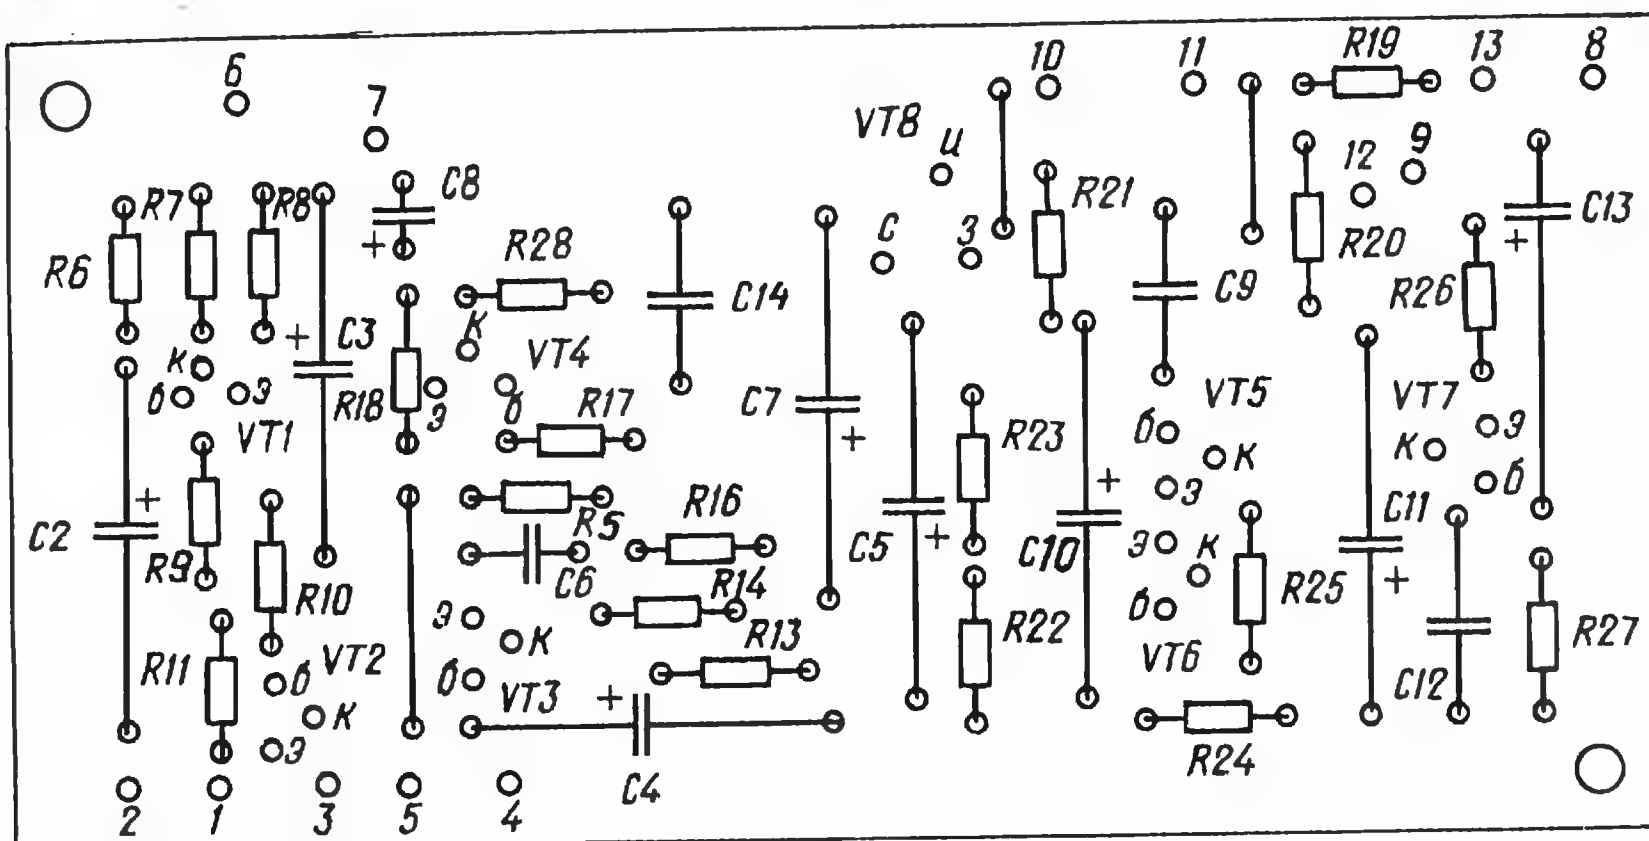 6
7
10
11
R19
13
8
VT8
и
12
9
R7
R8
C8
R21
C13
R6
R28
с
з
R20
C14
C9
R26
+
+
+
C3
к
к
VT4
R18
э
б
б
э
C7
VT5
VT7
R17
VT1
+
R23
б
к
к
э
б
+
э
+
C2
R5
R16
C5
+
C10
э
к
C11
+
R9
C6
R14
R10
э
к
R13
R22
б
R25
R27
R11
VT2
б
к
э
б
VT3
+
VT6
C12
R24
C4
2
1
3
5
4